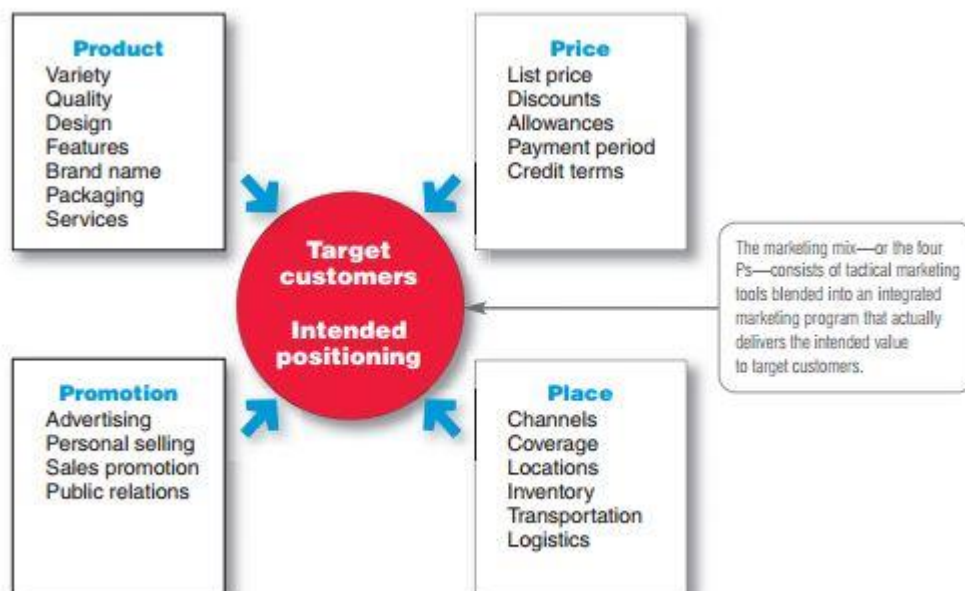 Product
Variety
Quality
Design
Features
Brand name
Packaging
Services
Price
List price
Discounts
Allowances
Payment period
Credit terms
Target
customers
Intended
positioning
The marketing mix—or the four
Ps—consists of tactical marketing
tools blended into an integrated
marketing program that actually
delivers the intended value
to target customers.
Promotion
Advertising
Personal selling
Sales promotion
Public relations
Place
Channels
Coverage
Locations
Inventory
Transportation
Logistics